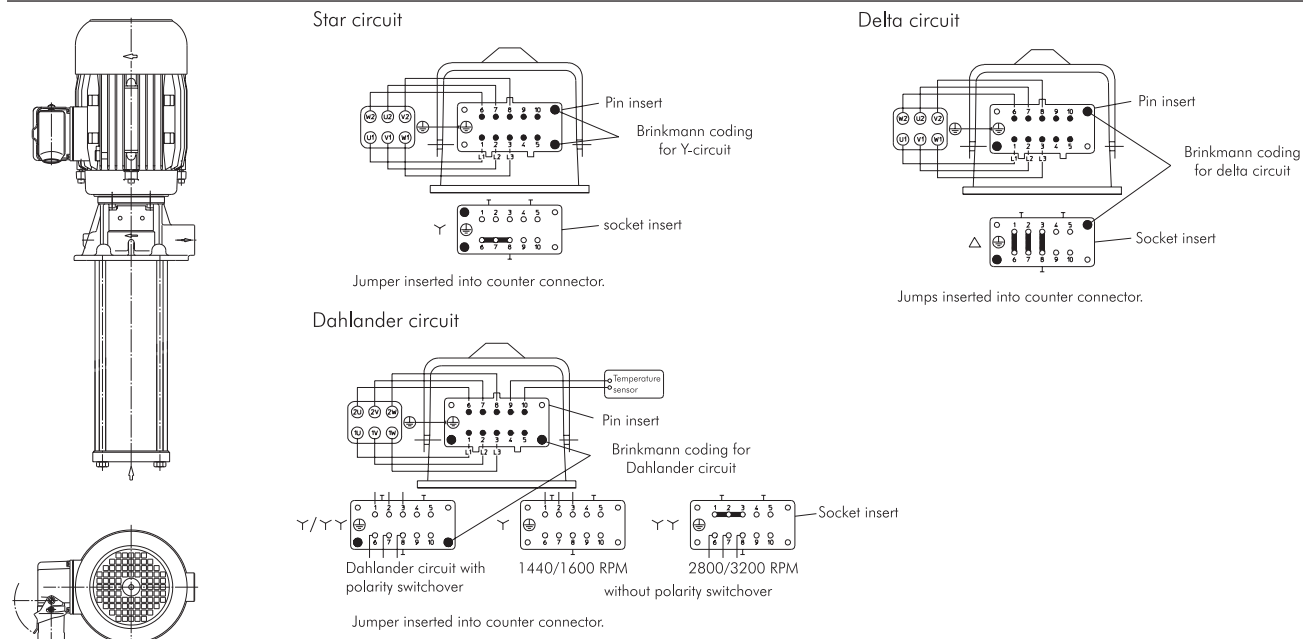 Star circuit
W2 U2 V2
U1 V1 W1
6 7 8 9 10
1 2 3 4 5
L1 L2 L3
Pin insert
Brinkmann coding
for Y-circuit
1 2 3 4 5
6 7 8 9 10
socket insert
Jumper inserted into counter connector.
Delta circuit
W2 U2 V2
U1 V1 W1
6 7 8 9 10
1 2 3 4 5
L1 L2 L3
Pin insert
Brinkmann coding
for delta circuit
1 2 3 4 5
6 7 8 9 10
Socket insert
Jumps inserted into counter connector.
Dahlander circuit
2U 2V 2W
1U 1V 1W
6 7 8 9 10
1 2 3 4 5
L1 L2 L3
Temperature
sensor
Pin insert
Brinkmann coding for
Dahlander circuit
Y/YY
1 2 3 4 5
6 7 8 9 10
Dahlander circuit with
polarity switchover
Y
1 2 3 4 5
6 7 8 9 10
1440/1600 RPM
YY
1 2 3 4 5
6 7 8 9 10
Socket insert
2800/3200 RPM
without polarity switchover
Jumper inserted into counter connector.